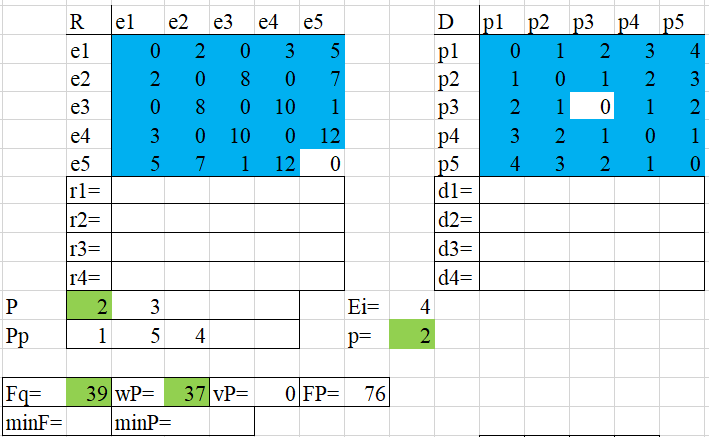 R e1 e2 e3 e4 e5 D p1 p2 p3 p4 p5
e1 0 2 0 3 5 p1 0 1 2 3 4
e2 2 0 8 0 7 p2 1 0 1 2 3
e3 0 8 0 10 1 p3 2 1 0 1 2
e4 3 0 10 0 12 p4 3 2 1 0 1
e5 5 7 1 12 0 p5 4 3 2 1 0
r1= d1=
r2= d2=
r3= d3=
r4= d4=
P 2 3 Ei= 4
Pp 1 5 4 p= 2
Fq= 39 wP= 37 vP= 0 FP= 76
minF= minP=